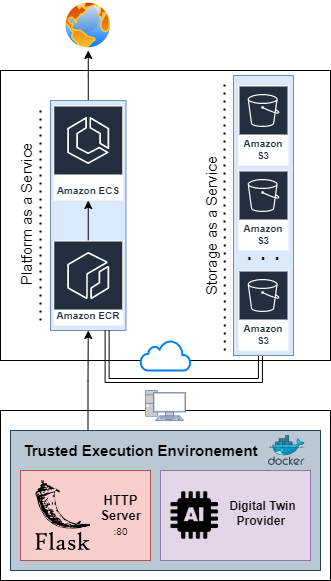 Platform as a Service
Amazon ECS
Amazon ECR
Storage as a Service
Amazon
S3
Amazon
S3
. . .
Amazon
S3
Trusted Execution Environement
docker
Flask
HTTP
Server
:80
AI
Digital Twin
Provider